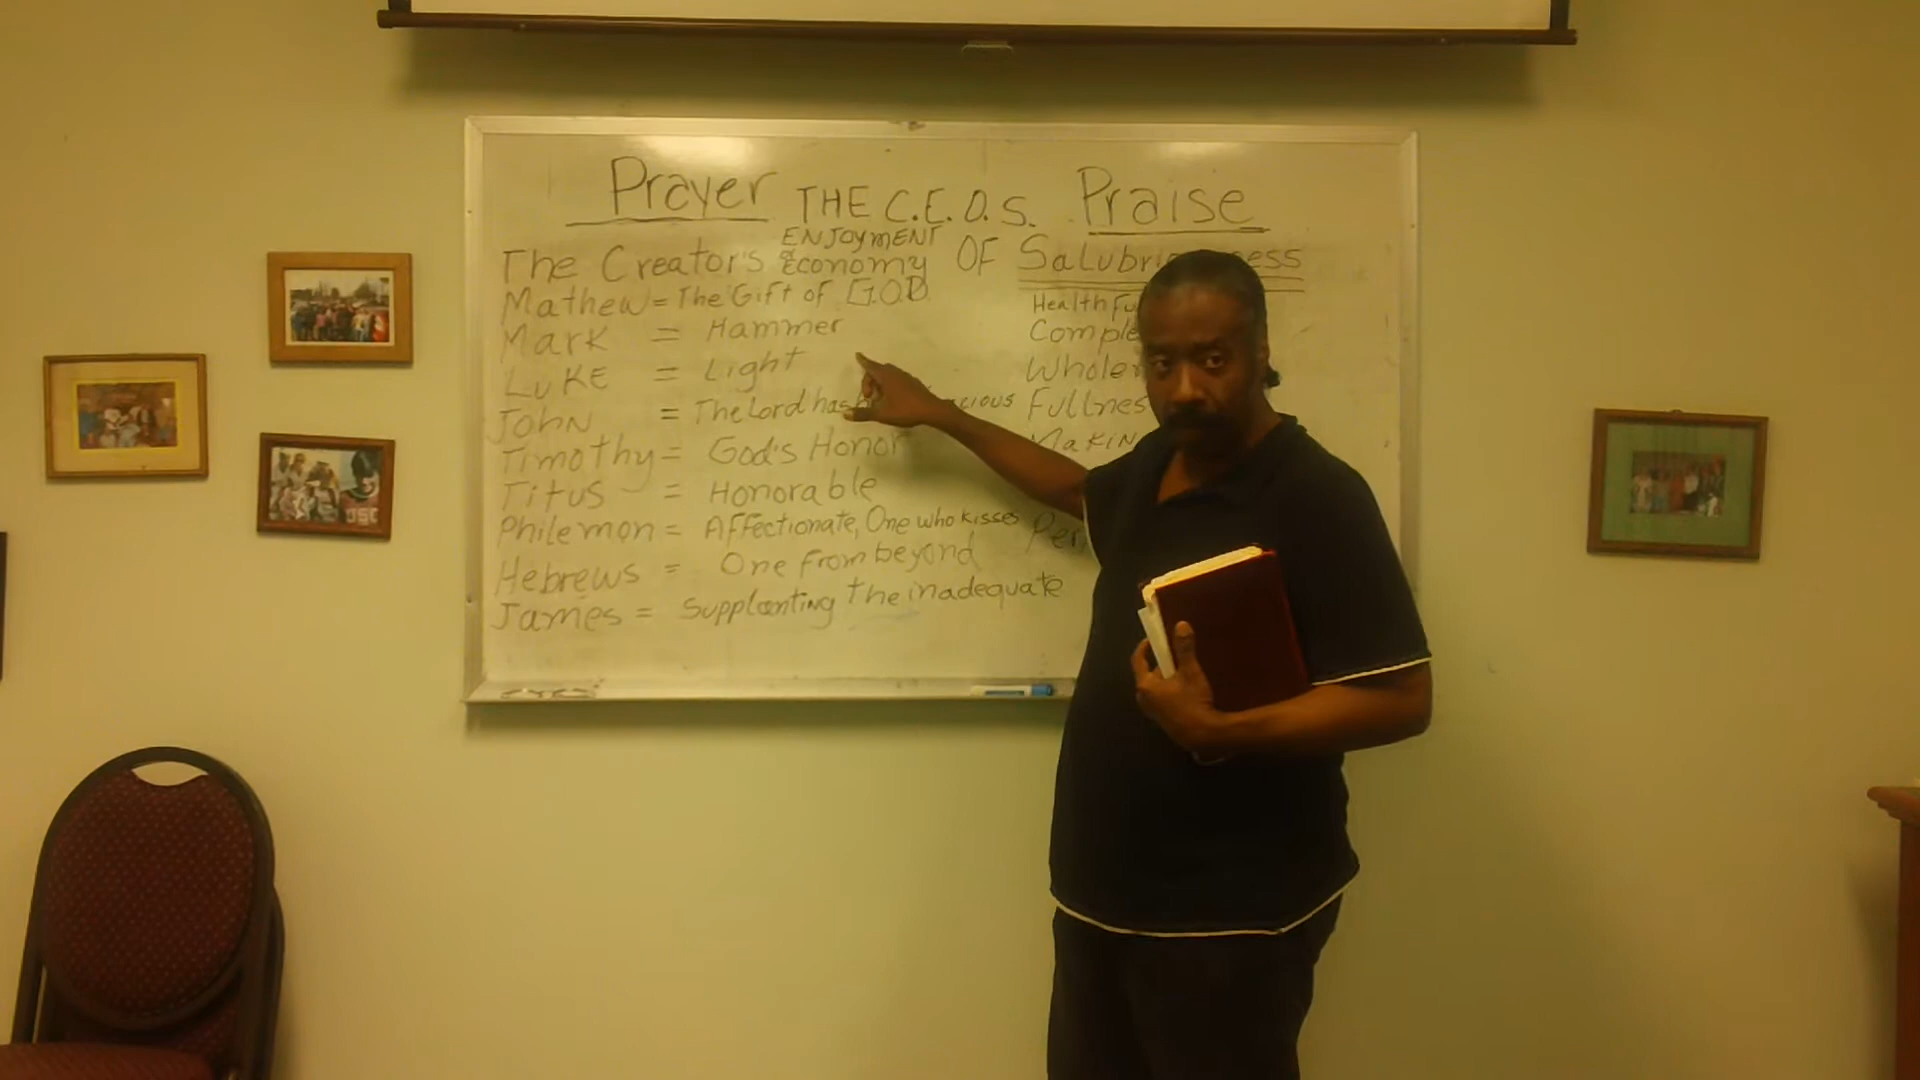 Prayer THE C.E.O.S. Praise
The Creator's ENJOYMENT & Economy OF
Mathew = The Gift of G.O.D.
Mark = Hammer
LuKE = Light
John = The Lord has
Timothy = God's Honor
Titus = Honorable
Philemon = Affectionate, One who kisses
Hebrews = One from beyond
James = Supplanting the inadequate
USC